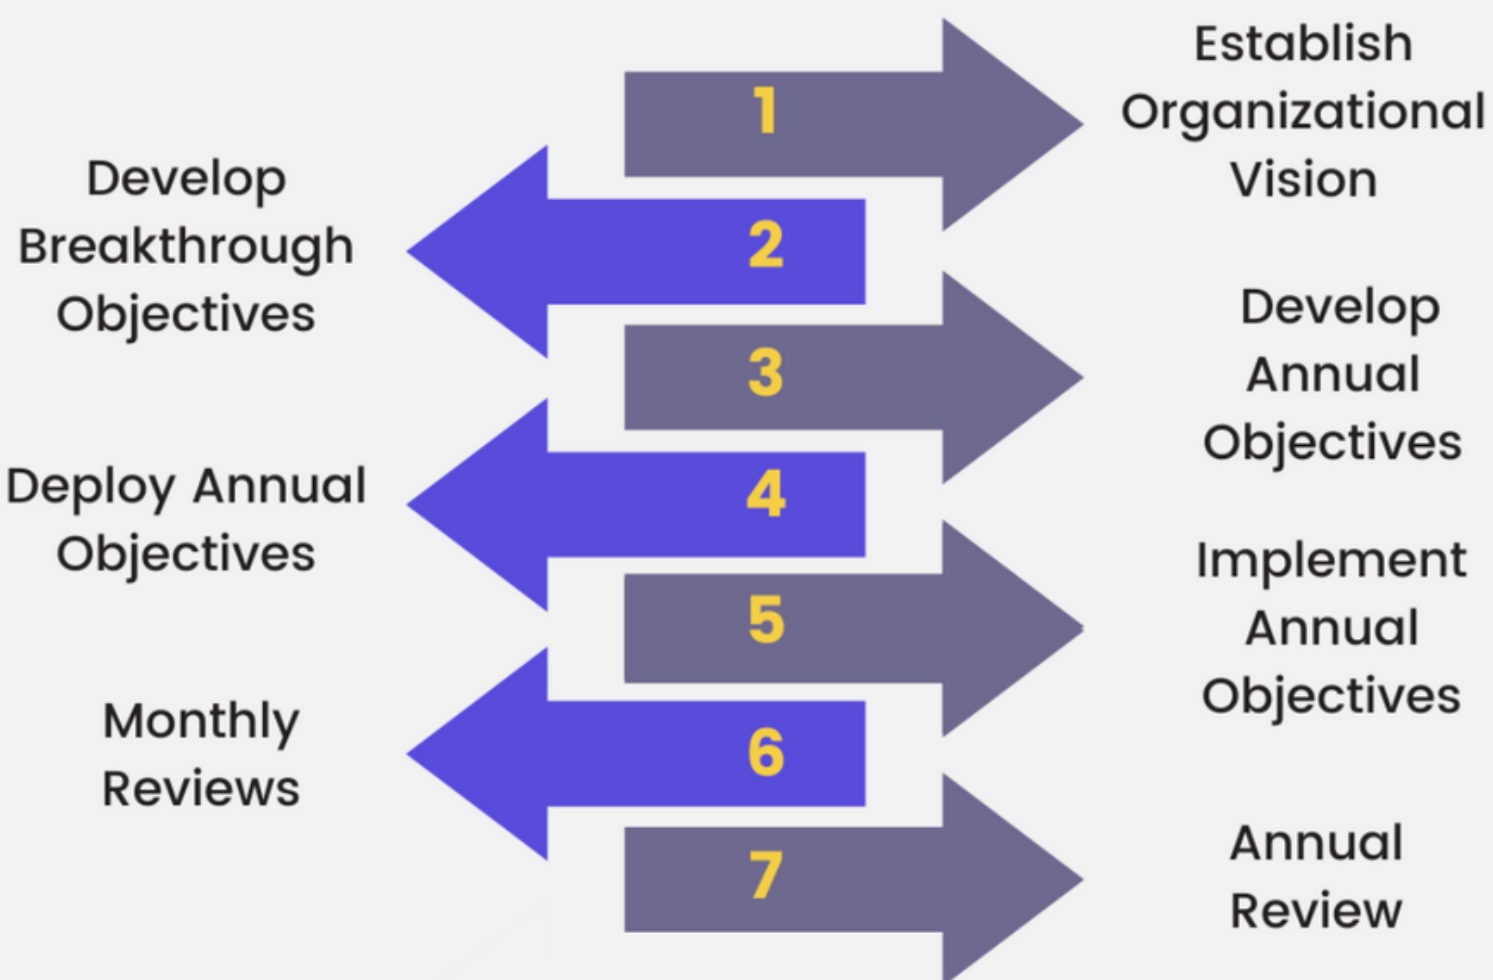 1
Establish
Organizational
Vision
2
Develop
Breakthrough
Objectives
3
Develop
Annual
Objectives
4
Deploy Annual
Objectives
5
Implement
Annual
Objectives
6
Monthly
Reviews
7
Annual
Review